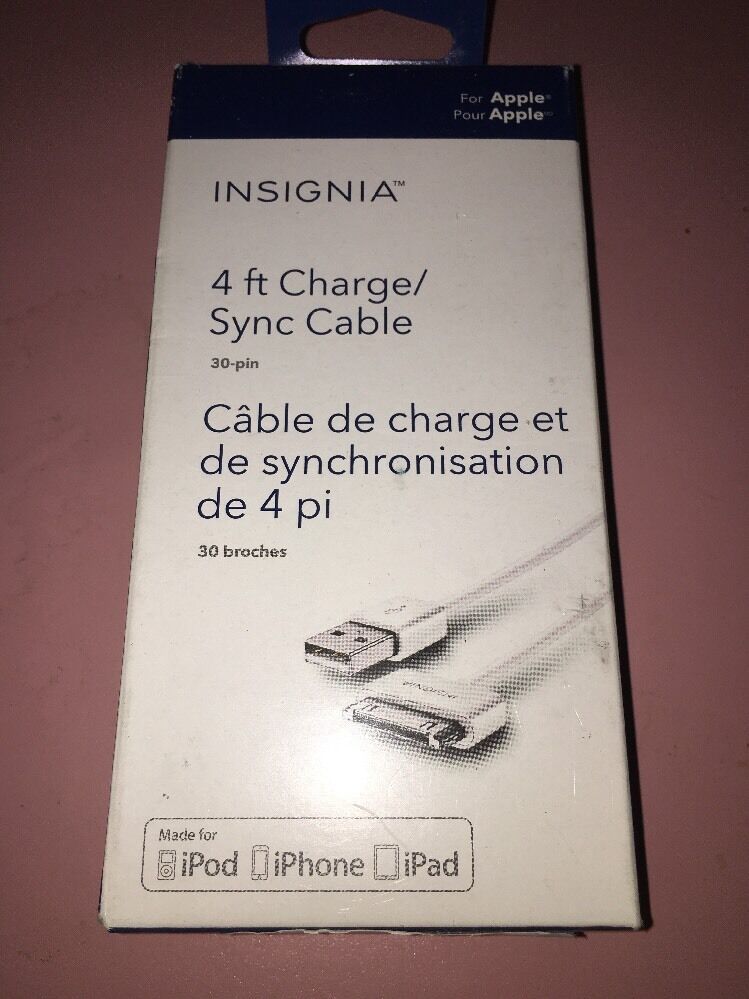 For Apple®
Pour Apple
INSIGNIA™
4 ft Charge/
Sync Cable
30-pin
Câble de charge et
de synchronisation
de 4 pi
30 broches
INSIGNIA
Made for
iPod iPhone iPad